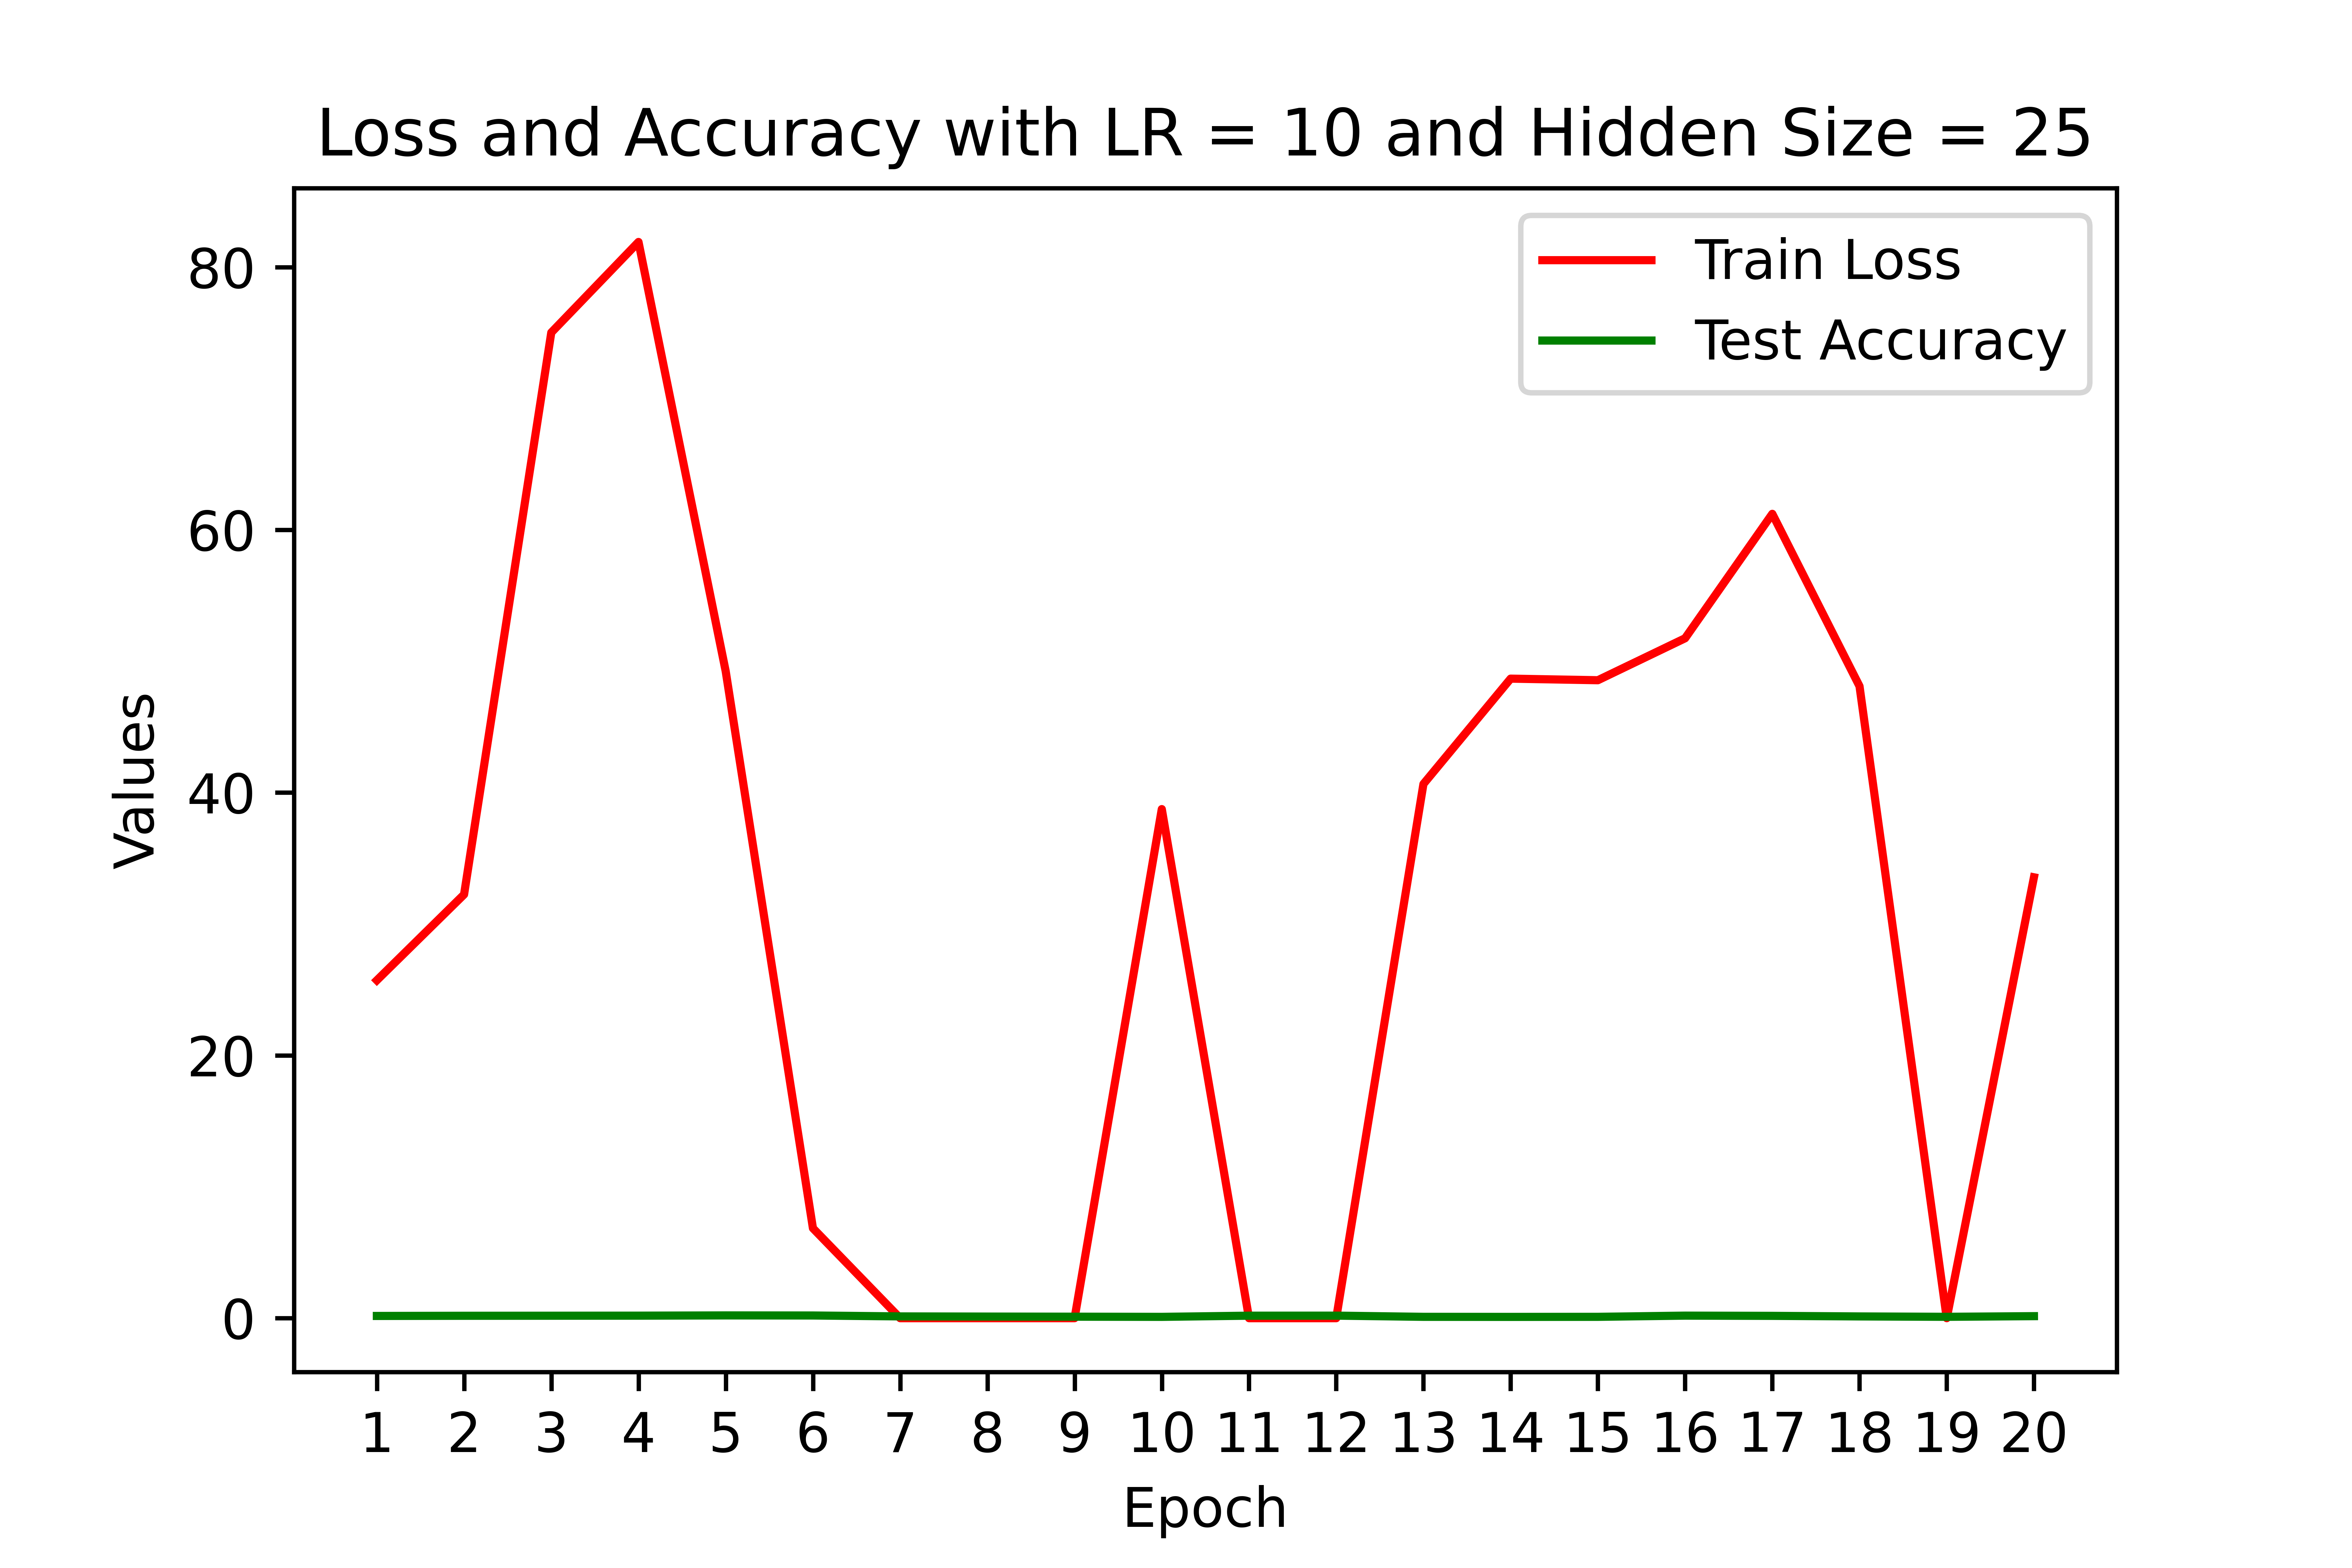 Loss and Accuracy with LR = 10 and Hidden Size = 25
Train Loss
Test Accuracy
80
60
40
20
0
Values
1 2 3 4 5 6 7 8 9 10 11 12 13 14 15 16 17 18 19 20
Epoch